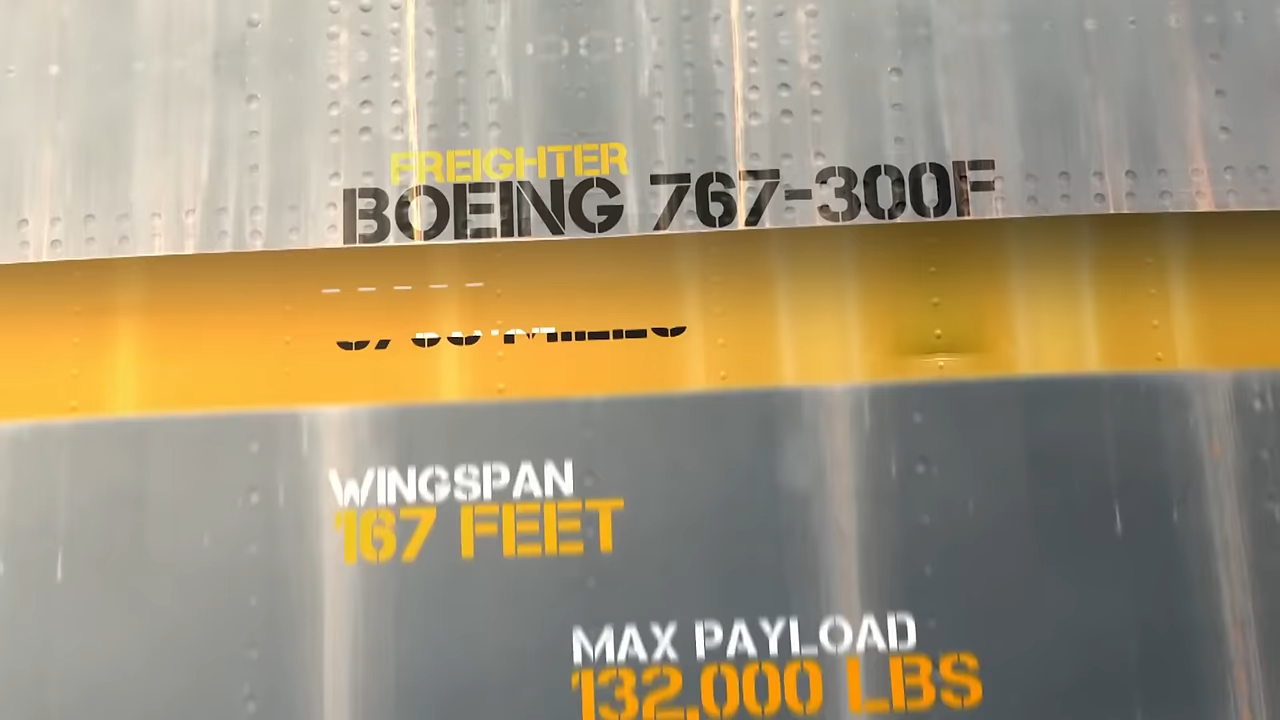 FREIGHTER
BOEING 767-300F
WINGSPAN
167 FEET
MAX PAYLOAD
132,000 LBS